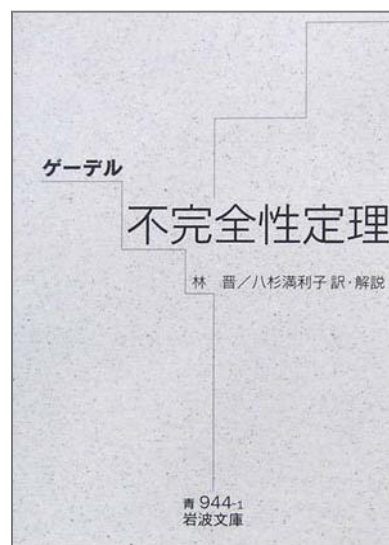 ゲーデル
不完全性定理
林 晋／八杉満利子 訳・解説
青 944-1
岩波文庫